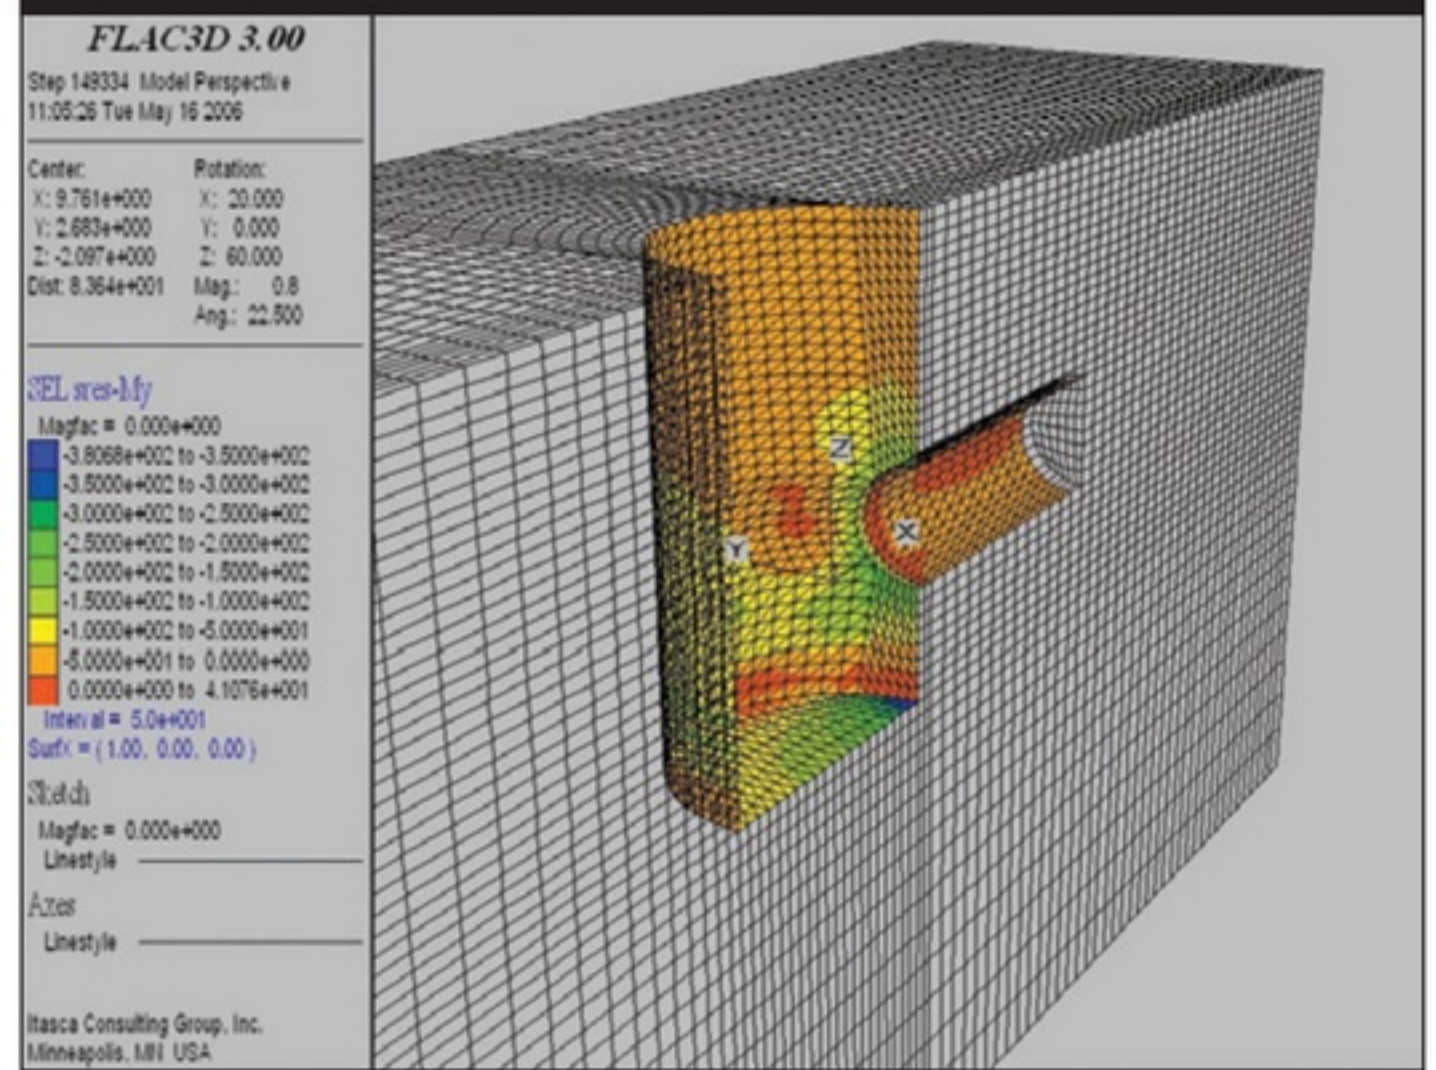 FLAC3D 3.00
Step 149334 Model Perspective
11:05:26 Tue May 16 2006
Center: Rotation:
X: 9.761e+000 X: 20.000
Y: 2.683e+000 Y: 0.000
Z: -2.097e+000 Z: 60.000
Dist: 8.364e+001 Mag.: 0.8
Ang.: 22.500
SEL sres-My
Magfac = 0.000e+000
-3.8068e+002 to -3.5000e+002
-3.5000e+002 to -3.0000e+002
-3.0000e+002 to -2.5000e+002
-2.5000e+002 to -2.0000e+002
-2.0000e+002 to -1.5000e+002
-1.5000e+002 to -1.0000e+002
-1.0000e+002 to -5.0000e+001
-5.0000e+001 to 0.0000e+000
0.0000e+000 to 4.1076e+001
Interval = 5.0e+001
SurfX = (1.00, 0.00, 0.00)
Sketch
Magfac = 0.000e+000
Linestyle
Axes
Linestyle
Itasca Consulting Group, Inc.
Minneapolis, MN USA
Z
Y
X